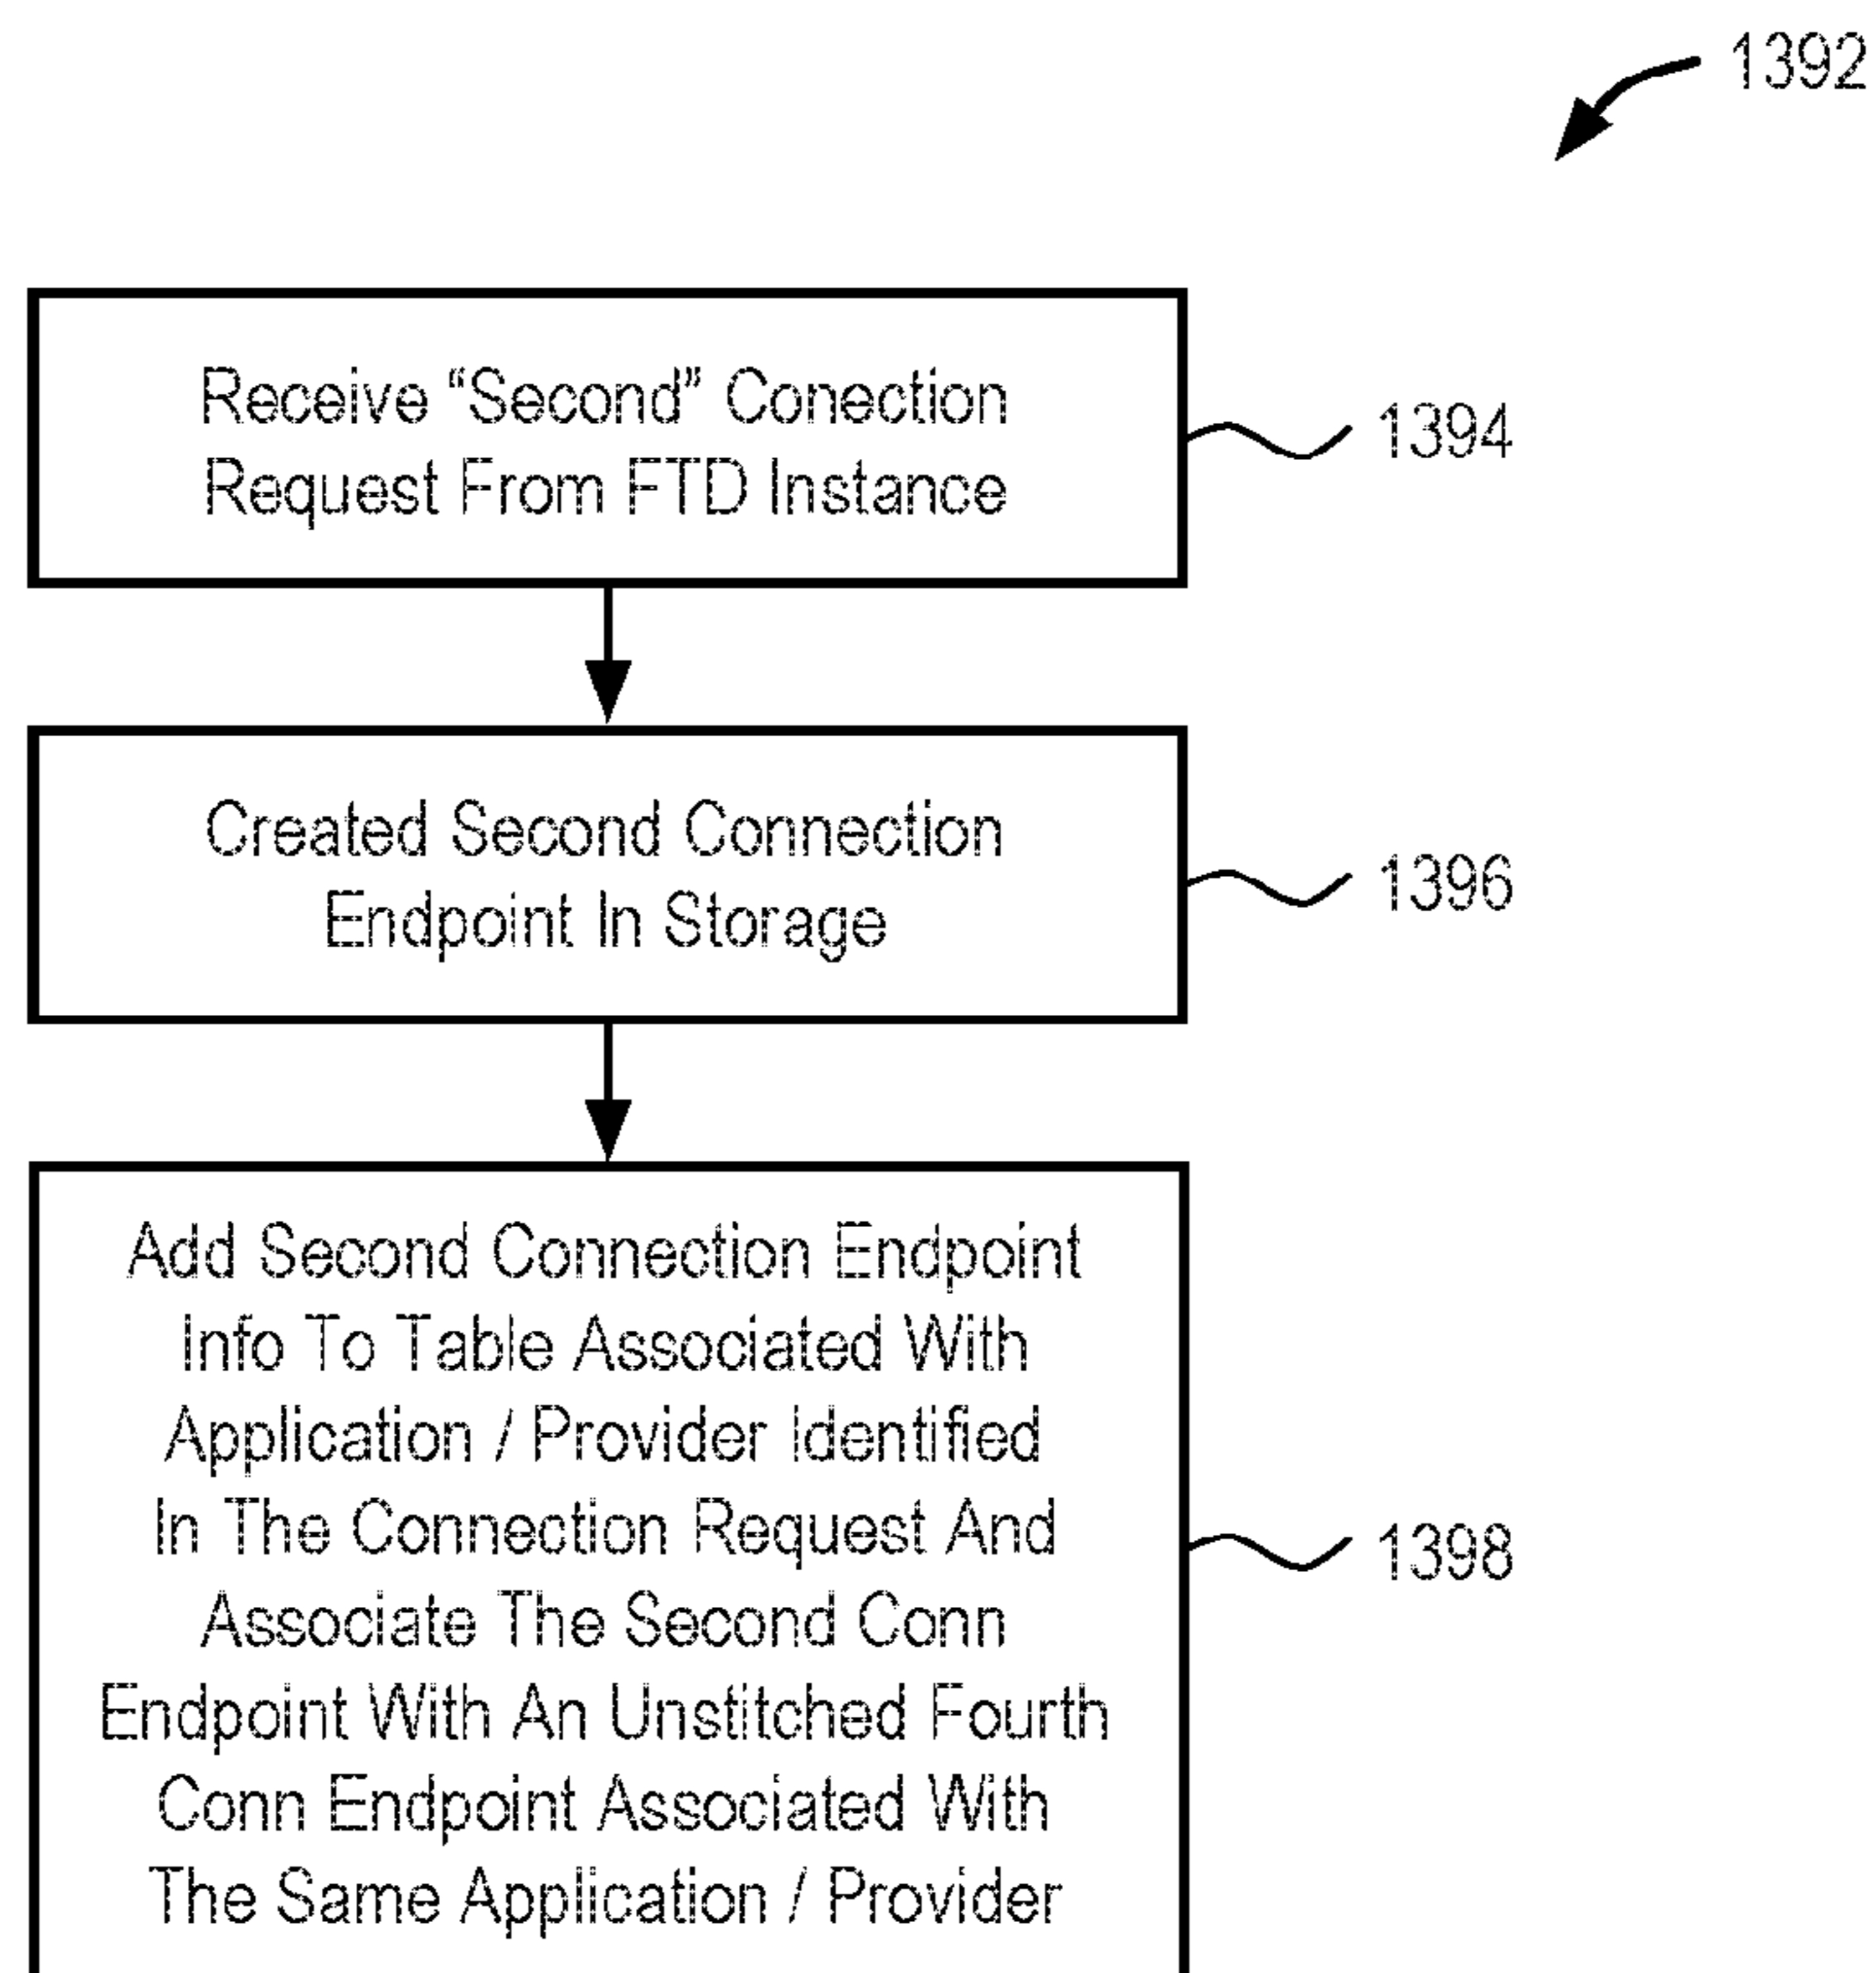 1392
Receive “Second” Conection
Request From FTD Instance
1394
Created Second Connection
Endpoint In Storage
1396
Add Second Connection Endpoint
Info To Table Associated With
Application / Provider Identified
In The Connection Request And
Associate The Second Conn
Endpoint With An Unstitched Fourth
Conn Endpoint Associated With
The Same Application / Provider
1398